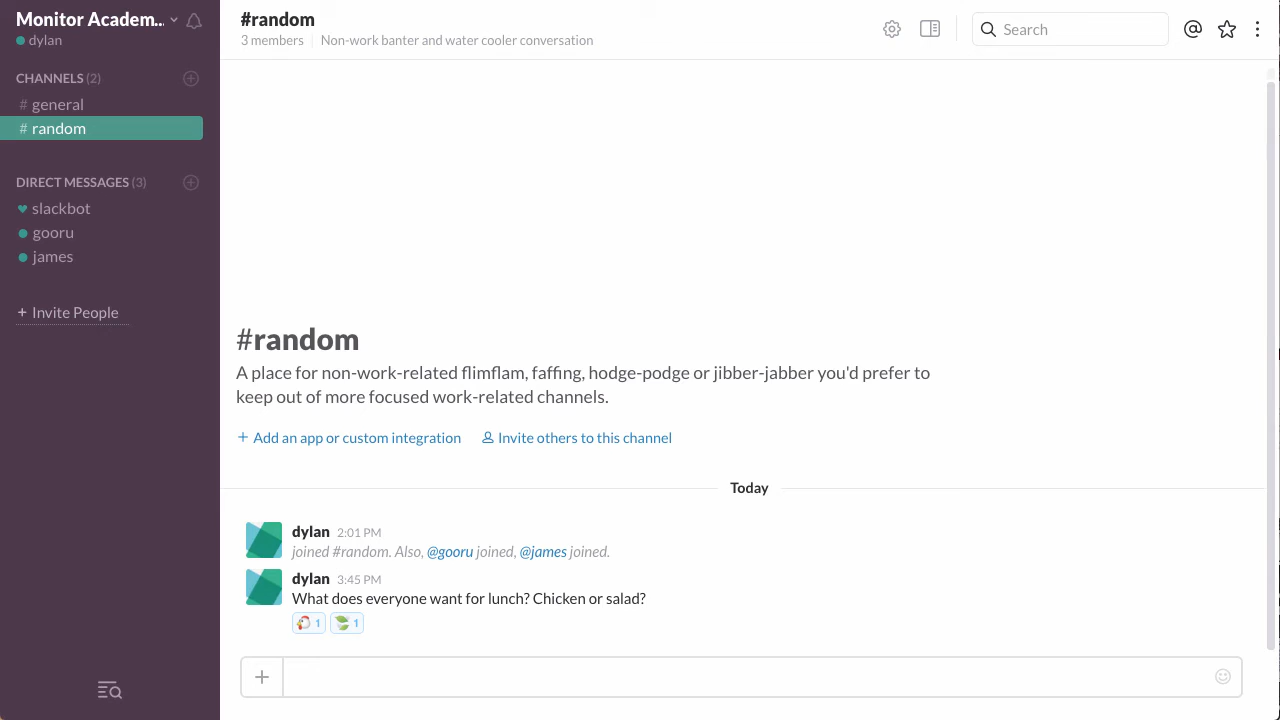 Monitor Academ...
dylan
CHANNELS (2)
# general
# random
DIRECT MESSAGES (3)
slackbot
gooru
james
+ Invite People
#random
3 members | Non-work banter and water cooler conversation
Search
#random
A place for non-work-related flimflam, faffing, hodge-podge or jibber-jabber you'd prefer to
keep out of more focused work-related channels.
+ Add an app or custom integration Invite others to this channel
Today
dylan 2:01 PM
joined #random. Also, @gooru joined, @james joined.
dylan 3:45 PM
What does everyone want for lunch? Chicken or salad?
1 1